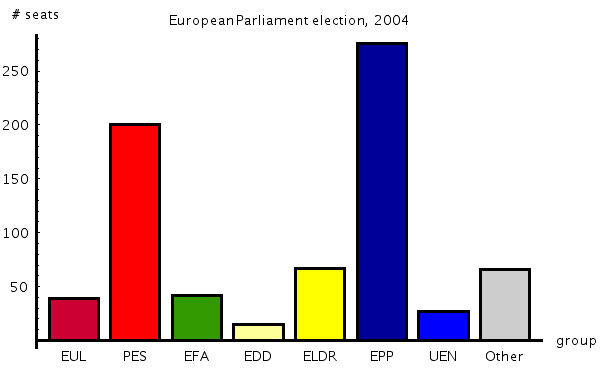 # seats
EuropeanParliament election, 2004
250
200
150
100
50
EUL PES EFA EDD ELDR EPP UEN Other
group